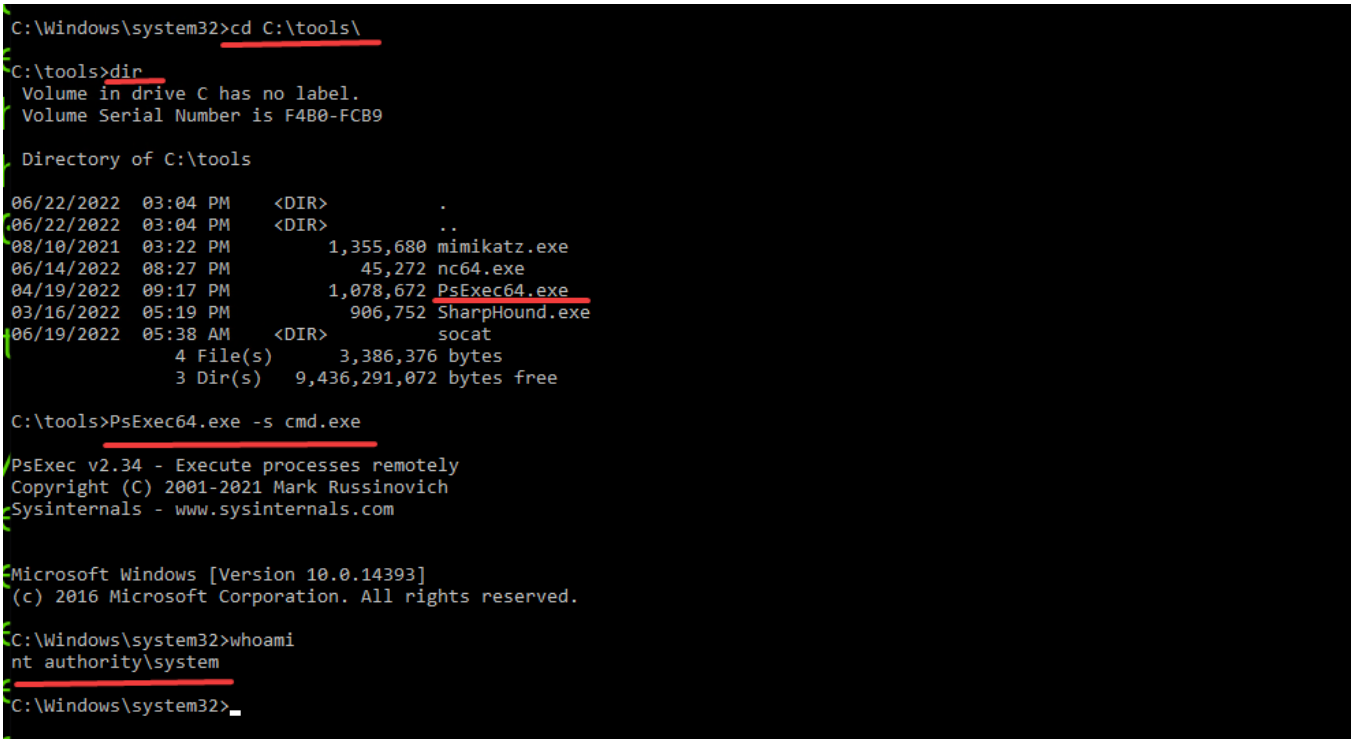 C:\Windows\system32>cd C:\tools\
C:\tools>dir
 Volume in drive C has no label.
 Volume Serial Number is F4B0-FCB9
 Directory of C:\tools
06/22/2022  03:04 PM    <DIR>          .
06/22/2022  03:04 PM    <DIR>          ..
08/10/2021  03:22 PM         1,355,680 mimikatz.exe
06/14/2022  08:27 PM            45,272 nc64.exe
04/19/2022  09:17 PM         1,078,672 PsExec64.exe
03/16/2022  05:19 PM           906,752 SharpHound.exe
06/19/2022  05:38 AM    <DIR>          socat
               4 File(s)      3,386,376 bytes
               3 Dir(s)   9,436,291,072 bytes free
C:\tools>PsExec64.exe -s cmd.exe
PsExec v2.34 - Execute processes remotely
Copyright (C) 2001-2021 Mark Russinovich
Sysinternals - www.sysinternals.com
Microsoft Windows [Version 10.0.14393]
(c) 2016 Microsoft Corporation. All rights reserved.
C:\Windows\system32>whoami
nt authority\system
C:\Windows\system32>